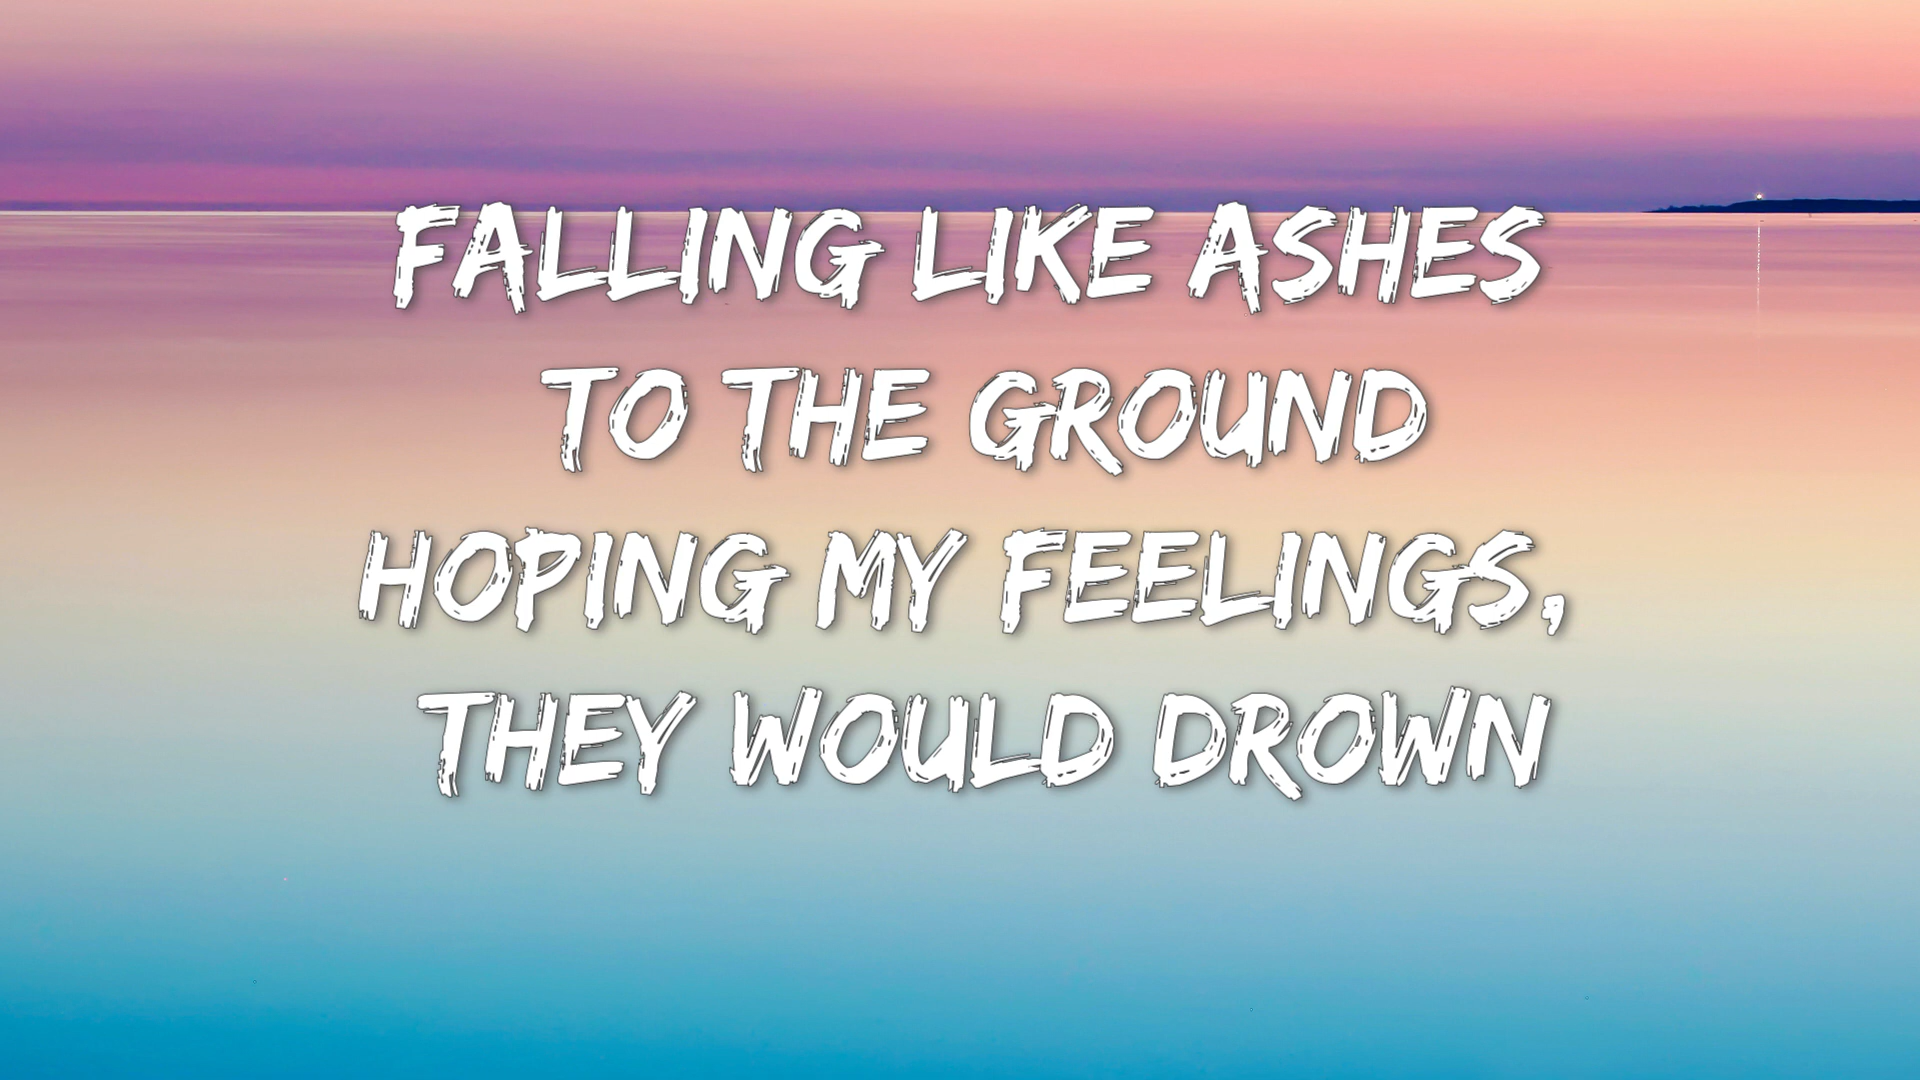 FALLING LIKE ASHES
TO THE GROUND
HOPING MY FEELINGS,
THEY WOULD DROWN